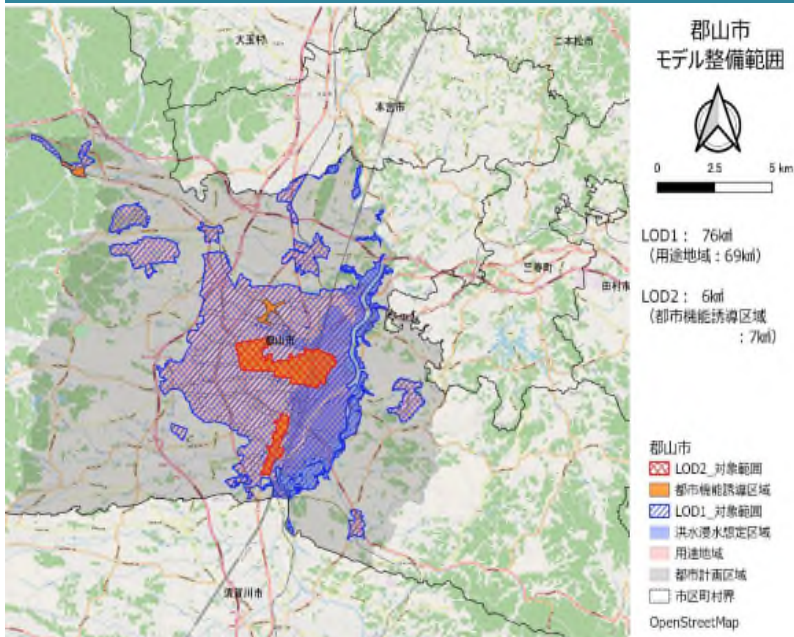 郡山市
モデル整備範囲
0 2.5 5 km
LOD1： 76㎢
（用途地域：69㎢）
LOD2： 6㎢
（都市機能誘導区域
：7㎢）
郡山市
LOD2_対象範囲
都市機能誘導区域
LOD1_対象範囲
洪水浸水想定区域
用途地域
都市計画区域
市区町村界
OpenStreetMap
大玉村
二本松市
本宮市
三春町
田村市
郡山市
須賀川市